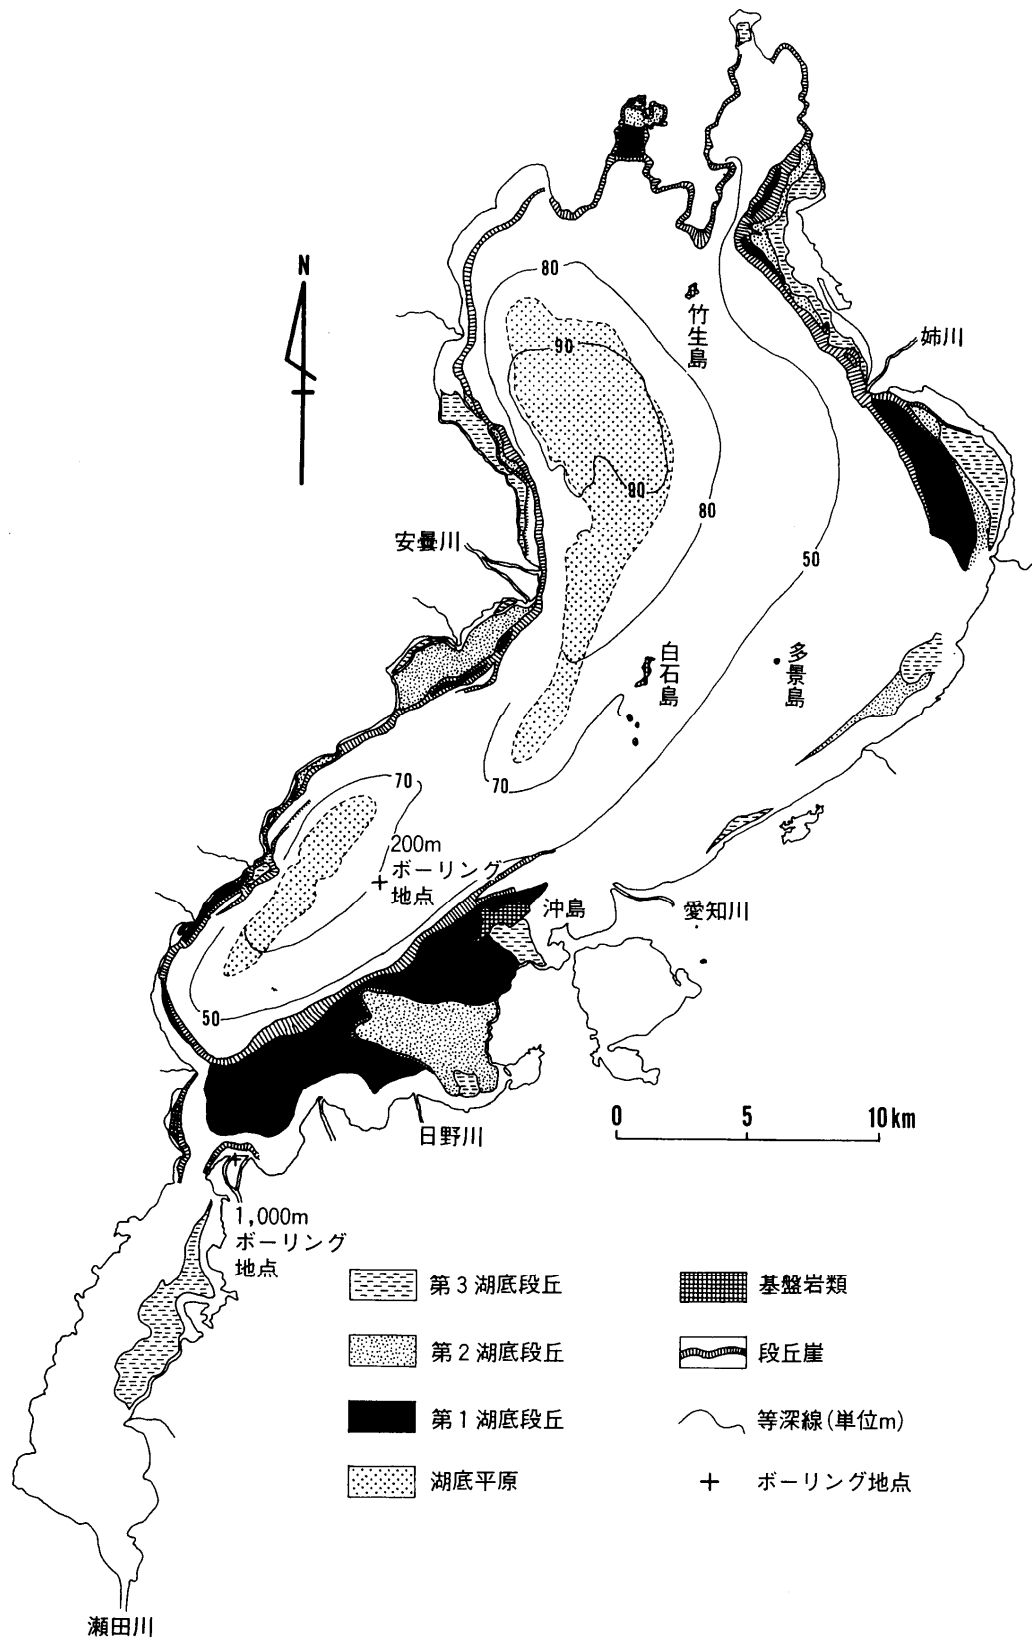 N
80
竹生島
90
姉川
80
80
安曇川
50
白石島
多景島
70
70
200m
ボーリング
地点
沖島
愛知川
50
0 5 10 km
日野川
1,000m
ボーリング
地点
第3湖底段丘
基盤岩類
第2湖底段丘
段丘崖
第1湖底段丘
等深線(単位m)
湖底平原
ボーリング地点
瀬田川